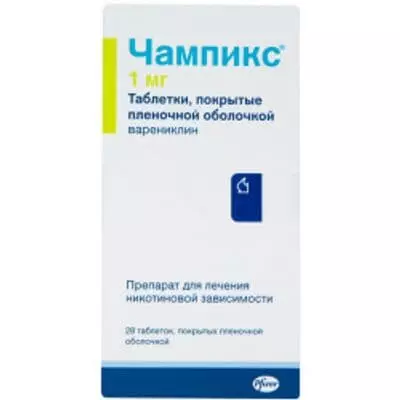 Чампикс®
1 мг
Таблетки, покрытые
пленочной оболочкой
варениклин
Препарат для лечения
никотиновой зависимости
28 таблеток, покрытых пленочной
оболочкой
Pfizer